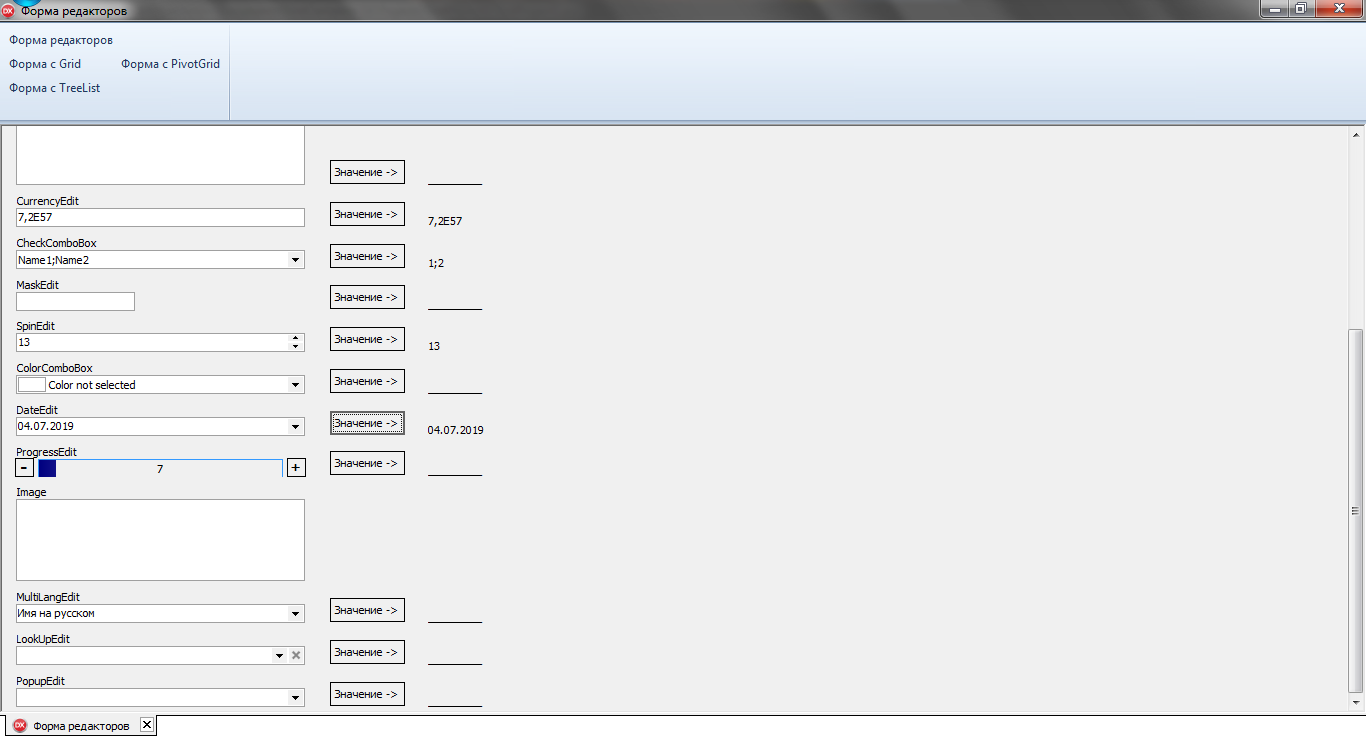 Форма редакторов
Форма редакторов
Форма с Grid Форма с PivotGrid
Форма с TreeList
Значение ->
CurrencyEdit
7,2E57 Значение -> 7,2E57
CheckComboBox
Name1;Name2 Значение -> 1;2
MaskEdit
Значение ->
SpinEdit
13 Значение -> 13
ColorComboBox
Color not selected Значение ->
DateEdit
04.07.2019 Значение -> 04.07.2019
ProgressEdit
- 7 + Значение ->
Image
MultiLangEdit
Имя на русском Значение ->
LookUpEdit
Значение ->
PopupEdit
Значение ->
DX Форма редакторов